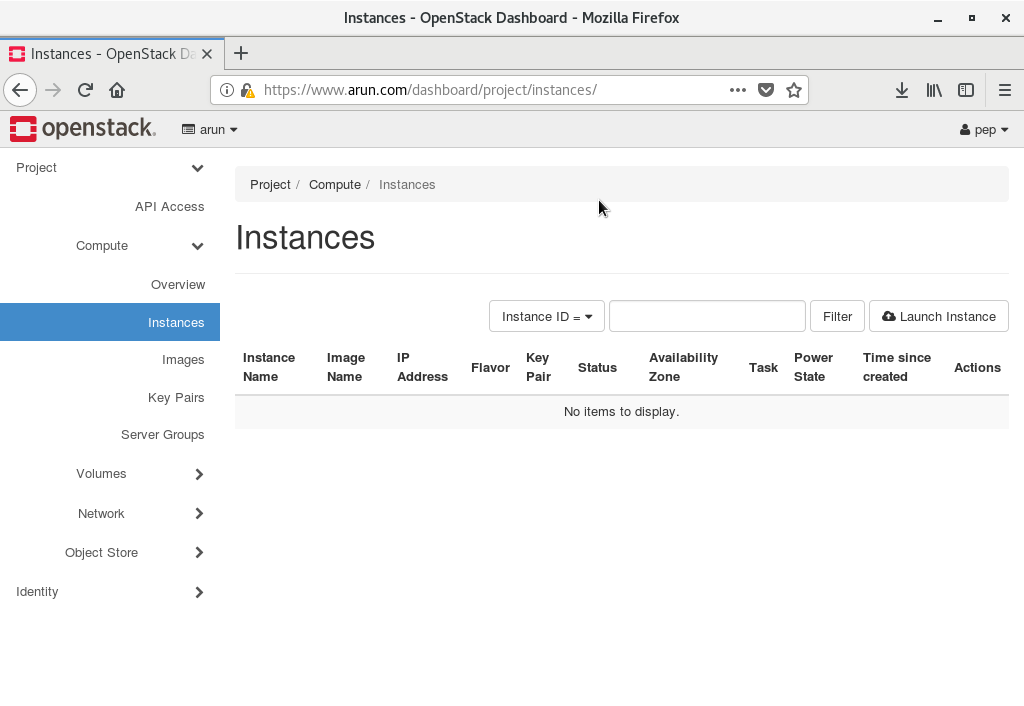 Instances - OpenStack Dashboard - Mozilla Firefox
Instances - OpenStack Da
https://www.arun.com/dashboard/project/instances/
openstack. arun pep
Project
API Access
Compute
Overview
Instances
Images
Key Pairs
Server Groups
Volumes
Network
Object Store
Identity
Project / Compute / Instances
Instances
Instance ID = Filter Launch Instance
Instance Name Image Name IP Address Flavor Key Pair Status Availability Zone Task Power State Time since created Actions
No items to display.